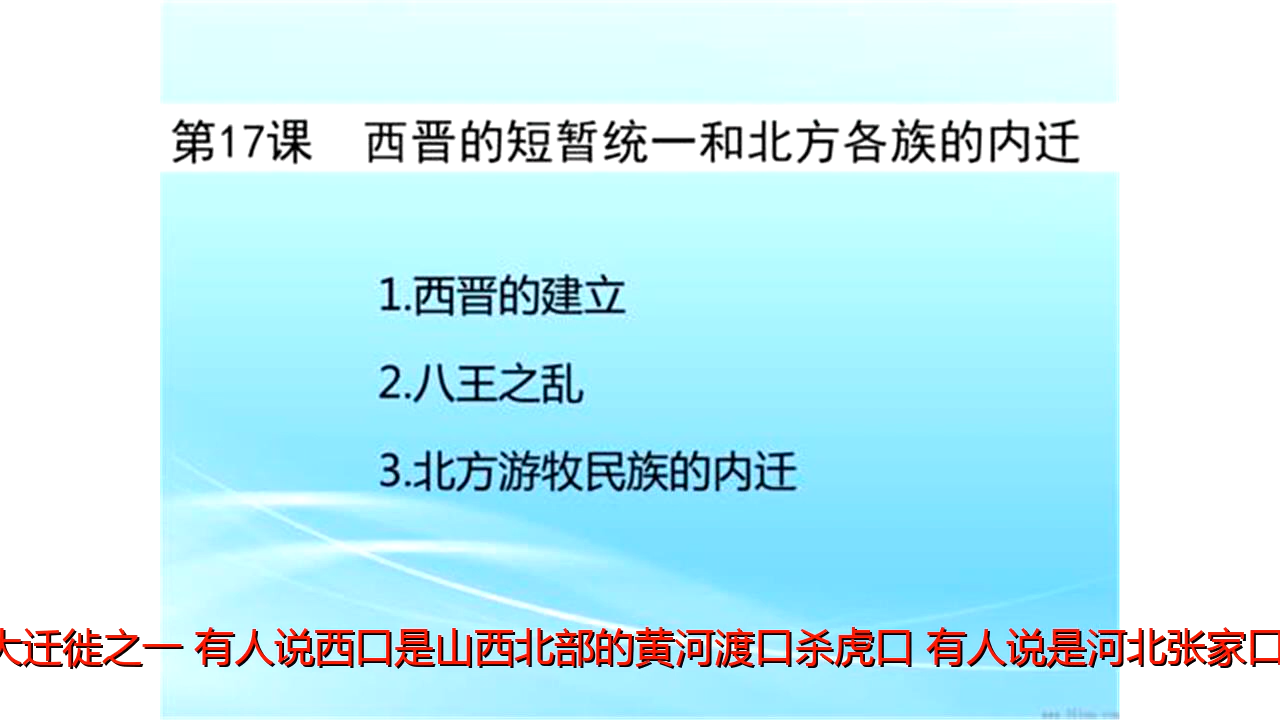 第17课 西晋的短暂统一和北方各族的内迁
1.西晋的建立
2.八王之乱
3.北方游牧民族的内迁
大迁徙之一 有人说西口是山西北部的黄河渡口杀虎口 有人说是河北张家口